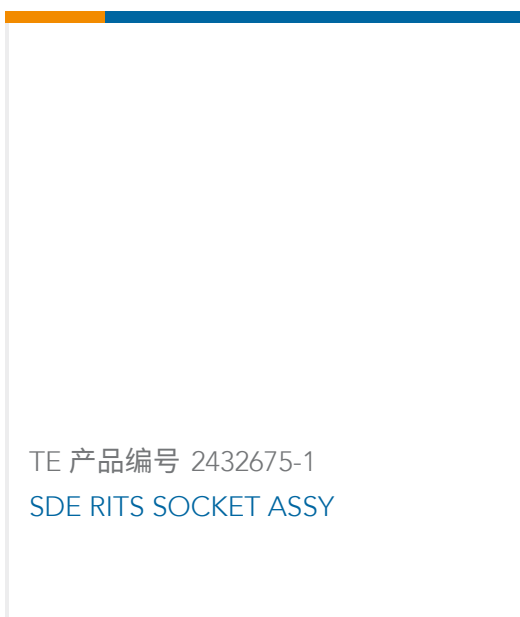 TE 产品编号 2432675-1
SDE RITS SOCKET ASSY